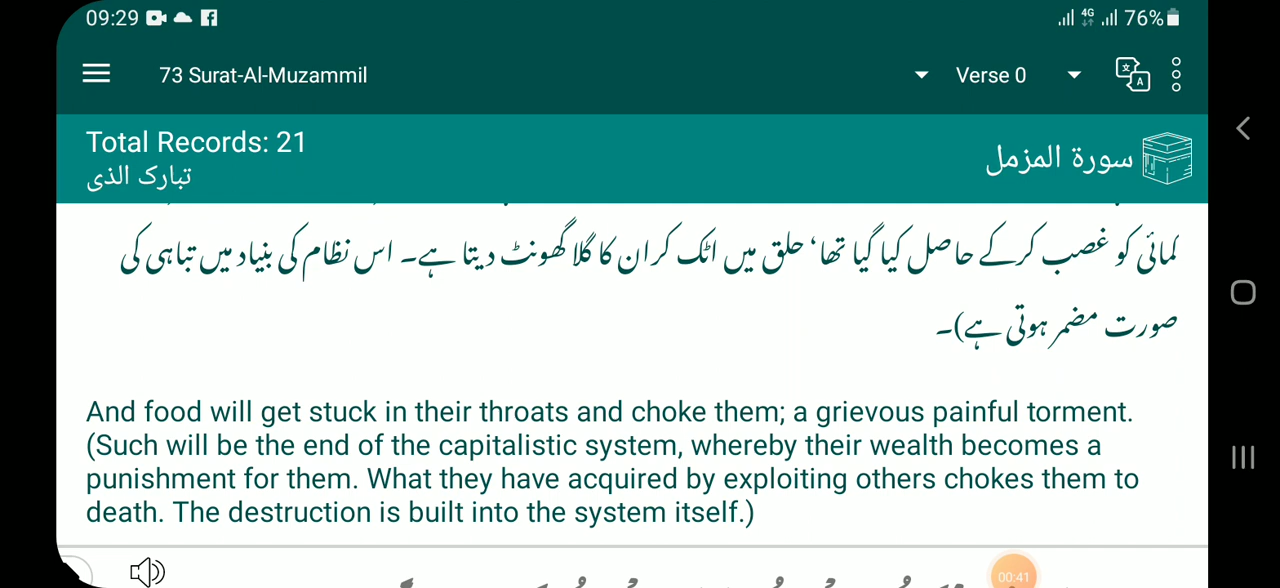 09:29 4G 76%
73 Surat-Al-Muzammil Verse 0
Total Records: 21
تبارک الذی
سورة المزمل
کمائی کو غصب کر کے حاصل کیا گیا تھا، حلق میں اٹک کر ان کا گلا گھونٹ دیتا ہے۔ اس نظام کی بنیاد میں تباہی کی
صورت مضمر ہوتی ہے)۔
And food will get stuck in their throats and choke them; a grievous painful torment.
(Such will be the end of the capitalistic system, whereby their wealth becomes a
punishment for them. What they have acquired by exploiting others chokes them to
death. The destruction is built into the system itself.)
00:41